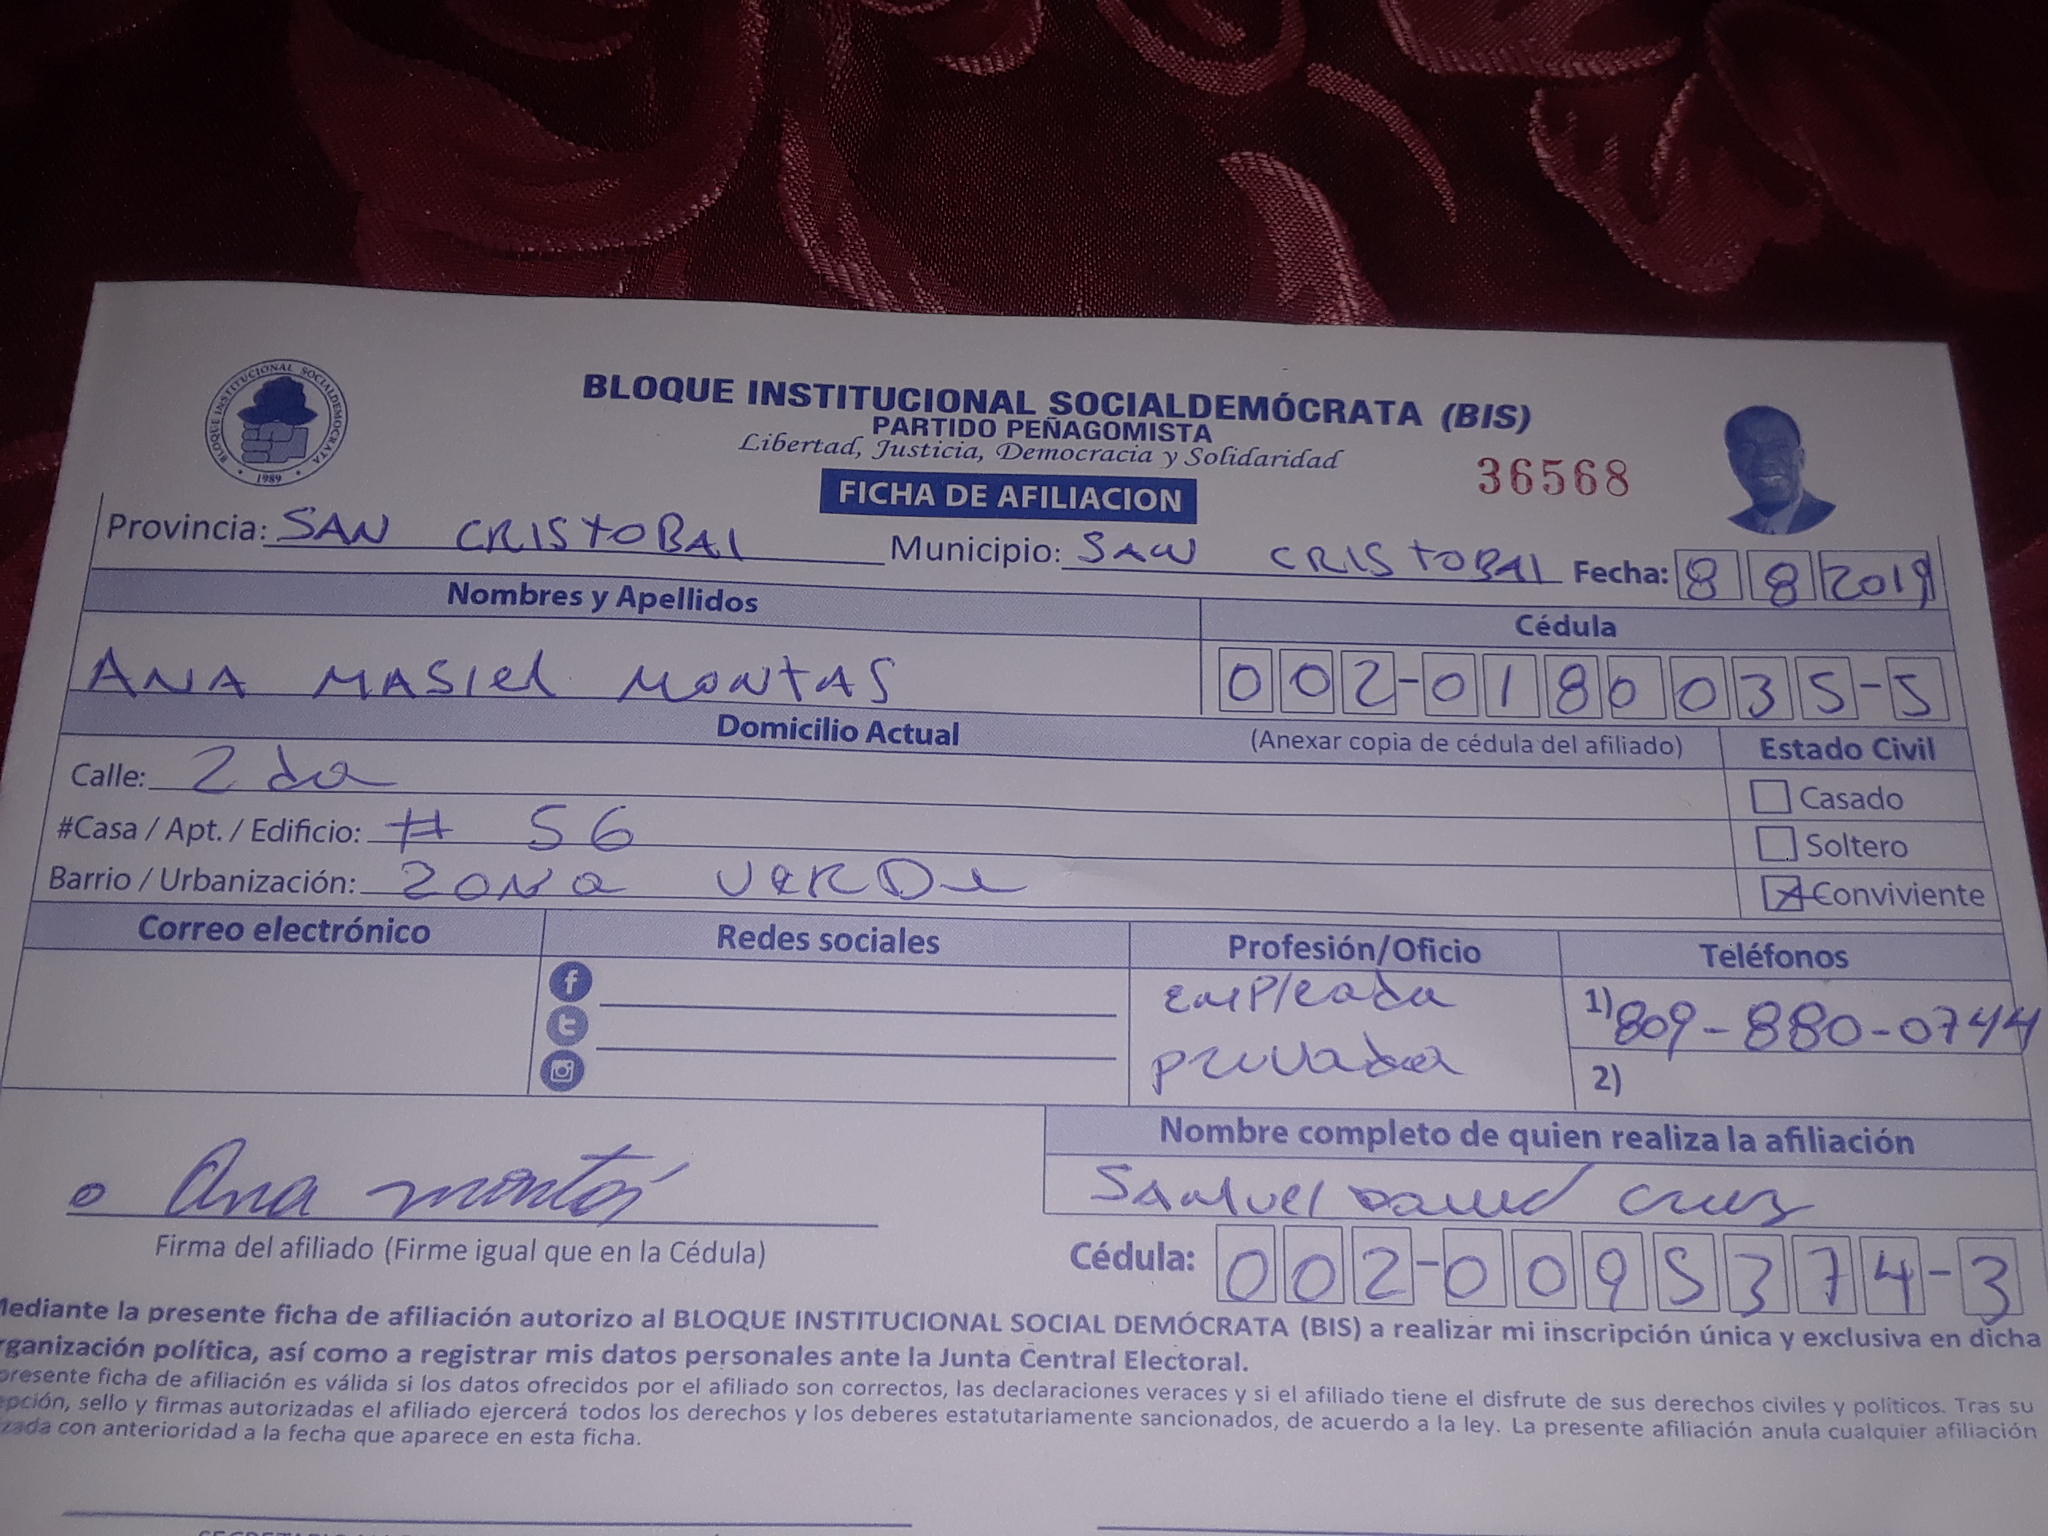 BLOQUE INSTITUCIONAL SOCIALDEMOCRATA
1989
BLOQUE INSTITUCIONAL SOCIALDEMÓCRATA (BIS)
PARTIDO PEÑAGOMISTA
Libertad, Justicia, Democracia y Solidaridad
36568
FICHA DE AFILIACION
Provincia: SAN CRISTOBAL Municipio: SAN CRISTOBAL Fecha: 8 8 2019
Nombres y Apellidos Cédula
ANA MASIEL MONTAS 002-0180035-5
Domicilio Actual (Anexar copia de cédula del afiliado) Estado Civil
Calle: 2da
Casado
#Casa / Apt. / Edificio: # 56
Soltero
Barrio / Urbanización: ZONA VERDE
X Conviviente
Correo electrónico Redes sociales Profesión/Oficio Teléfonos
empleada privada
1) 809-880-0744
2)
Ana montás
Firma del afiliado (Firme igual que en la Cédula)
Nombre completo de quien realiza la afiliación
Samuel David Cruz
Cédula: 002-0095374-3
Mediante la presente ficha de afiliación autorizo al BLOQUE INSTITUCIONAL SOCIAL DEMÓCRATA (BIS) a realizar mi inscripción única y exclusiva en dicha
rganización política, así como a registrar mis datos personales ante la Junta Central Electoral.
presente ficha de afiliación es válida si los datos ofrecidos por el afiliado son correctos, las declaraciones veraces y si el afiliado tiene el disfrute de sus derechos civiles y políticos. Tras su
epción, sello y firmas autorizadas el afiliado ejercerá todos los derechos y los deberes estatutariamente sancionados, de acuerdo a la ley. La presente afiliación anula cualquier afiliación
zada con anterioridad a la fecha que aparece en esta ficha.